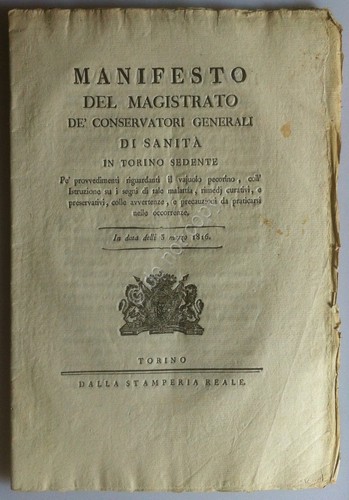 MANIFESTO
DEL MAGISTRATO
DE' CONSERVATORI GENERALI
DI SANITÀ
IN TORINO SEDENTE
Pe' provvedimenti riguardanti il vajuolo pecorino, coll'
Istruzione su i segni di tale malattia, rimedj curativi, e
preservativi, colle avvertenze, e precauzioni da praticarsi
nelle occorrenze.
In data delli 5 marzo 1816.
TORINO
DALLA STAMPERIA REALE.